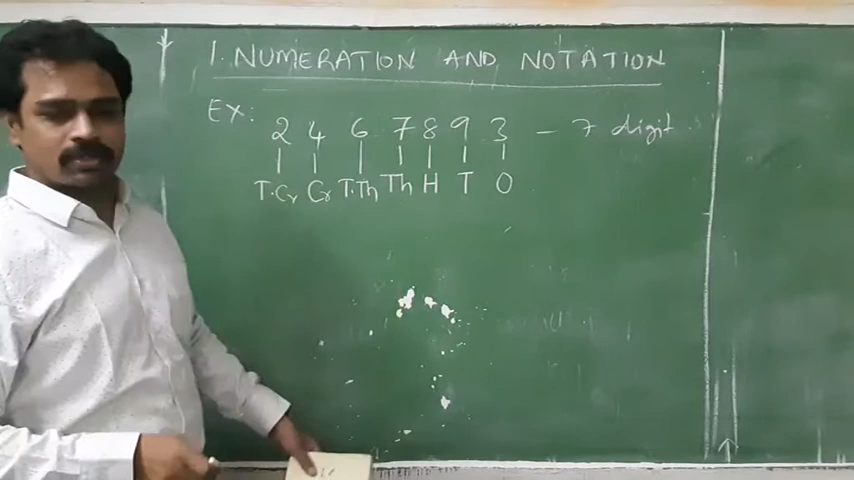 1. NUMERATION AND NOTATION
Ex: 2 4 6 7 8 9 3 - 7 digit
T.Cr Cr T.Th Th H T O